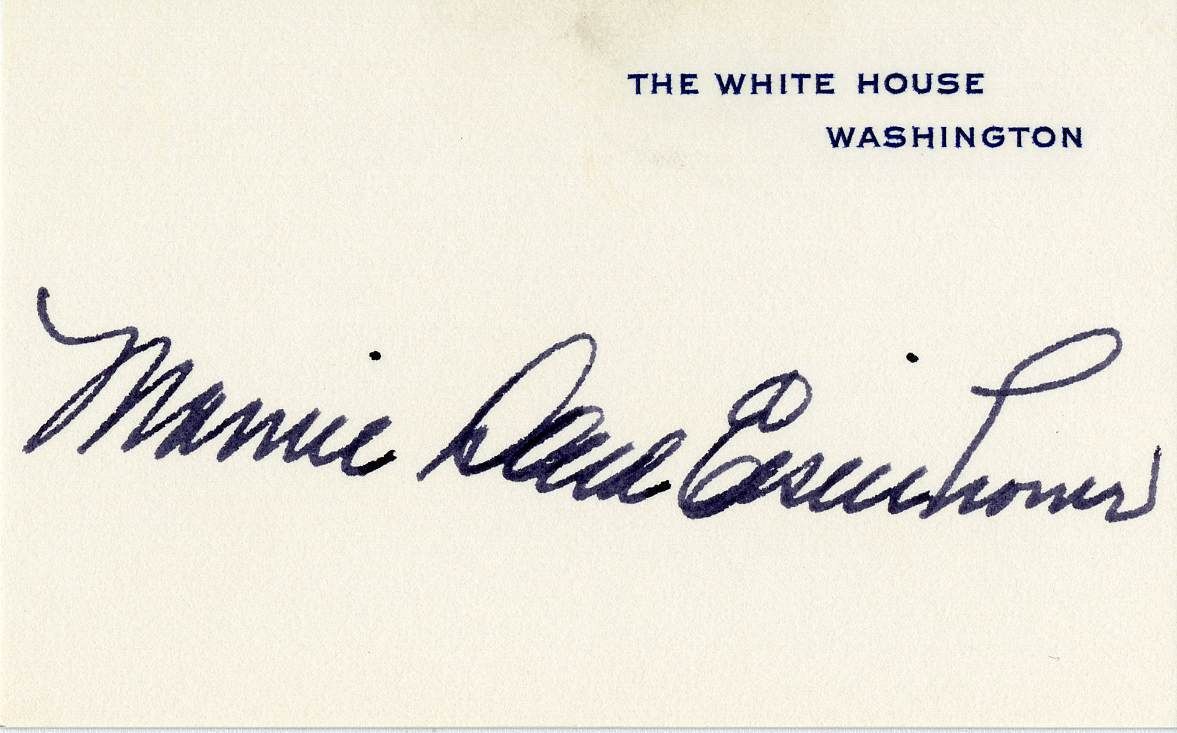 THE WHITE HOUSE
WASHINGTON
Mamie Doud Eisenhower